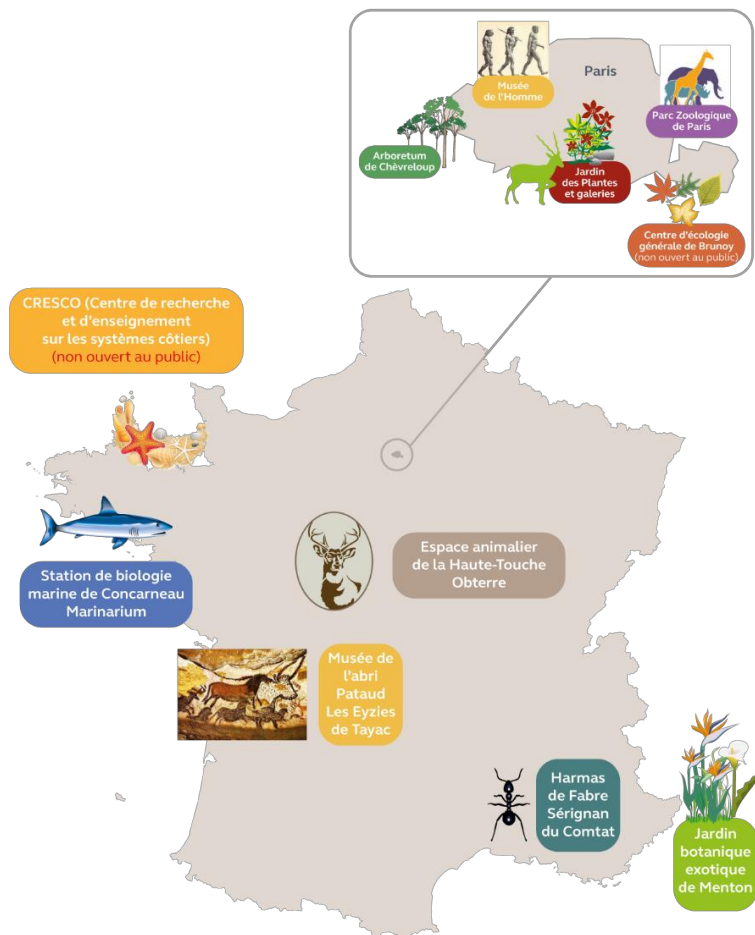 Paris
Musée
de l'Homme
Parc Zoologique
de Paris
Arboretum
de Chèvreloup
Jardin
des Plantes
et galeries
Centre d'écologie
générale de Brunoy
(non ouvert au public)
CRESCO (Centre de recherche
et d'enseignement
sur les systèmes côtiers)
(non ouvert au public)
Station de biologie
marine de Concarneau
Marinarium
Espace animalier
de la Haute-Touche
Obterre
Musée de
l'abri
Pataud
Les Eyzies
de Tayac
Harmas
de Fabre
Sérignan
du Comtat
Jardin
botanique
exotique
de Menton